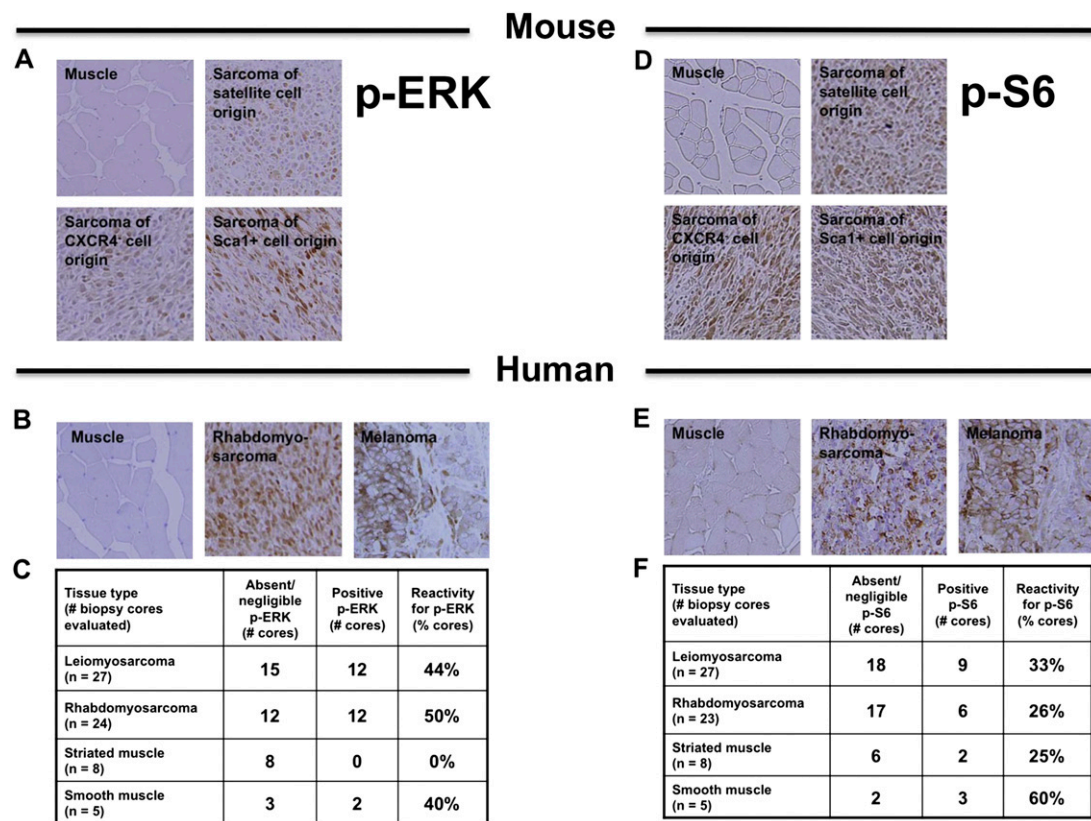 Mouse
A
Muscle
Sarcoma of
satellite cell
origin
p-ERK
Sarcoma of
CXCR4⁻ cell
origin
Sarcoma of
Sca1+ cell origin
D
Muscle
Sarcoma of
satellite cell
origin
p-S6
Sarcoma of
CXCR4⁻ cell
origin
Sarcoma of
Sca1+ cell origin
Human
B
Muscle
Rhabdomyo-
sarcoma
Melanoma
E
Muscle
Rhabdomyo-
sarcoma
Melanoma
C
Tissue type
(# biopsy cores
evaluated)
Absent/
negligible
p-ERK
(# cores)
Positive
p-ERK
(# cores)
Reactivity
for p-ERK
(% cores)
Leiomyosarcoma
(n = 27)
15
12
44%
Rhabdomyosarcoma
(n = 24)
12
12
50%
Striated muscle
(n = 8)
8
0
0%
Smooth muscle
(n = 5)
3
2
40%
F
Tissue type
(# biopsy cores
evaluated)
Absent/
negligible
p-S6
(# cores)
Positive
p-S6
(# cores)
Reactivity
for p-S6
(% cores)
Leiomyosarcoma
(n = 27)
18
9
33%
Rhabdomyosarcoma
(n = 23)
17
6
26%
Striated muscle
(n = 8)
6
2
25%
Smooth muscle
(n = 5)
2
3
60%